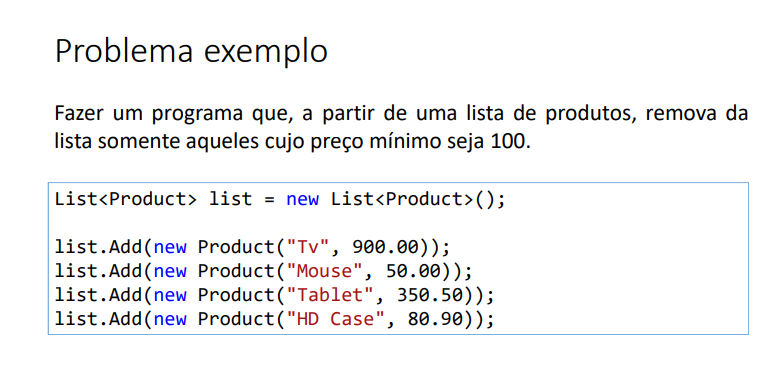 Problema exemplo
Fazer um programa que, a partir de uma lista de produtos, remova da
lista somente aqueles cujo preço mínimo seja 100.
List<Product> list = new List<Product>();
list.Add(new Product("Tv", 900.00));
list.Add(new Product("Mouse", 50.00));
list.Add(new Product("Tablet", 350.50));
list.Add(new Product("HD Case", 80.90));